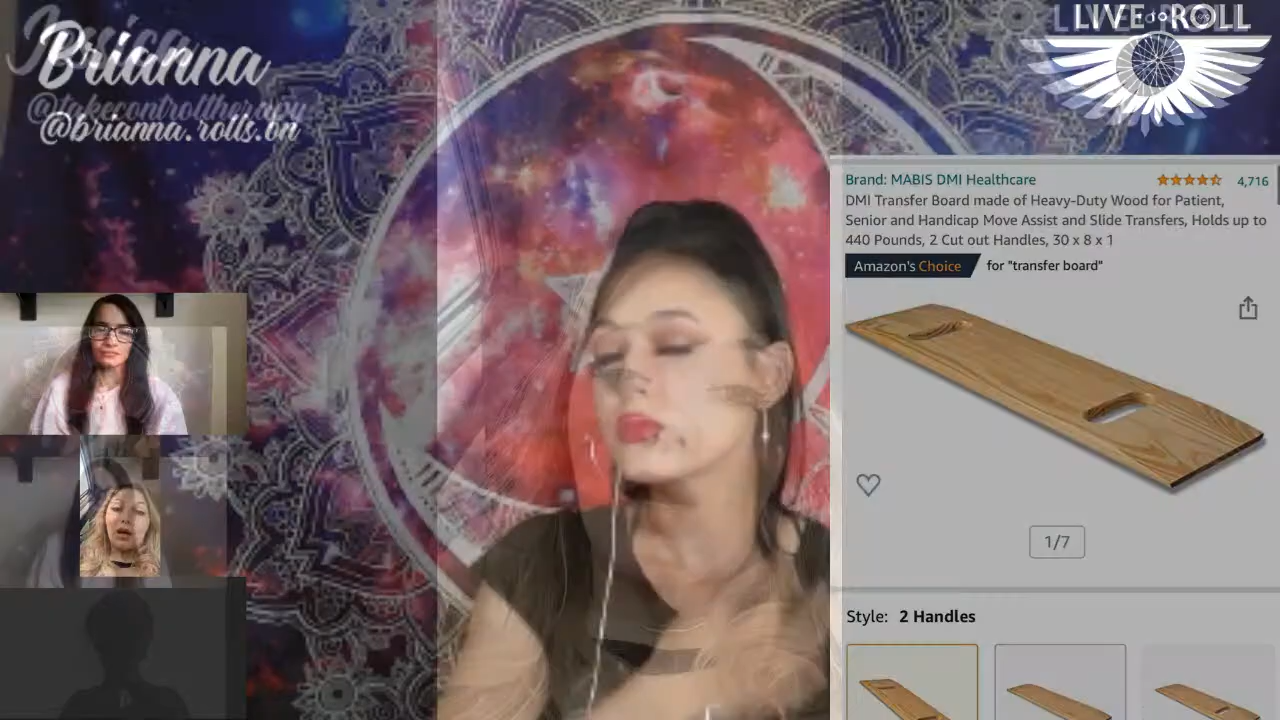 Jessica
Brianna
@takecontroltherapy
@brianna.rolls.on
LIVE TO ROLL
Brand: MABIS DMI Healthcare
4,716
DMI Transfer Board made of Heavy-Duty Wood for Patient,
Senior and Handicap Move Assist and Slide Transfers, Holds up to
440 Pounds, 2 Cut out Handles, 30 x 8 x 1
Amazon's Choice for "transfer board"
1/7
Style: 2 Handles